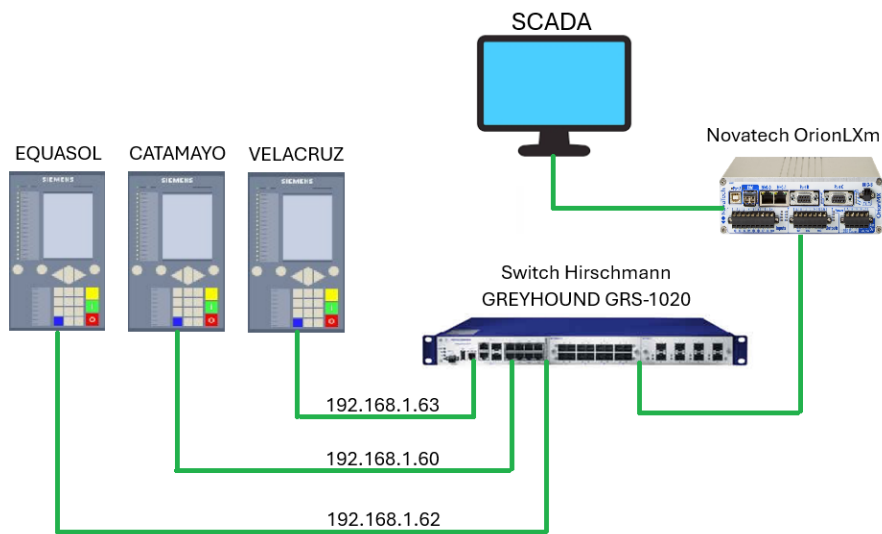 SCADA
Novatech OrionLXm
EQUASOL
CATAMAYO
VELACRUZ
SIEMENS
SIEMENS
SIEMENS
Switch Hirschmann
GREYHOUND GRS-1020
192.168.1.63
192.168.1.60
192.168.1.62